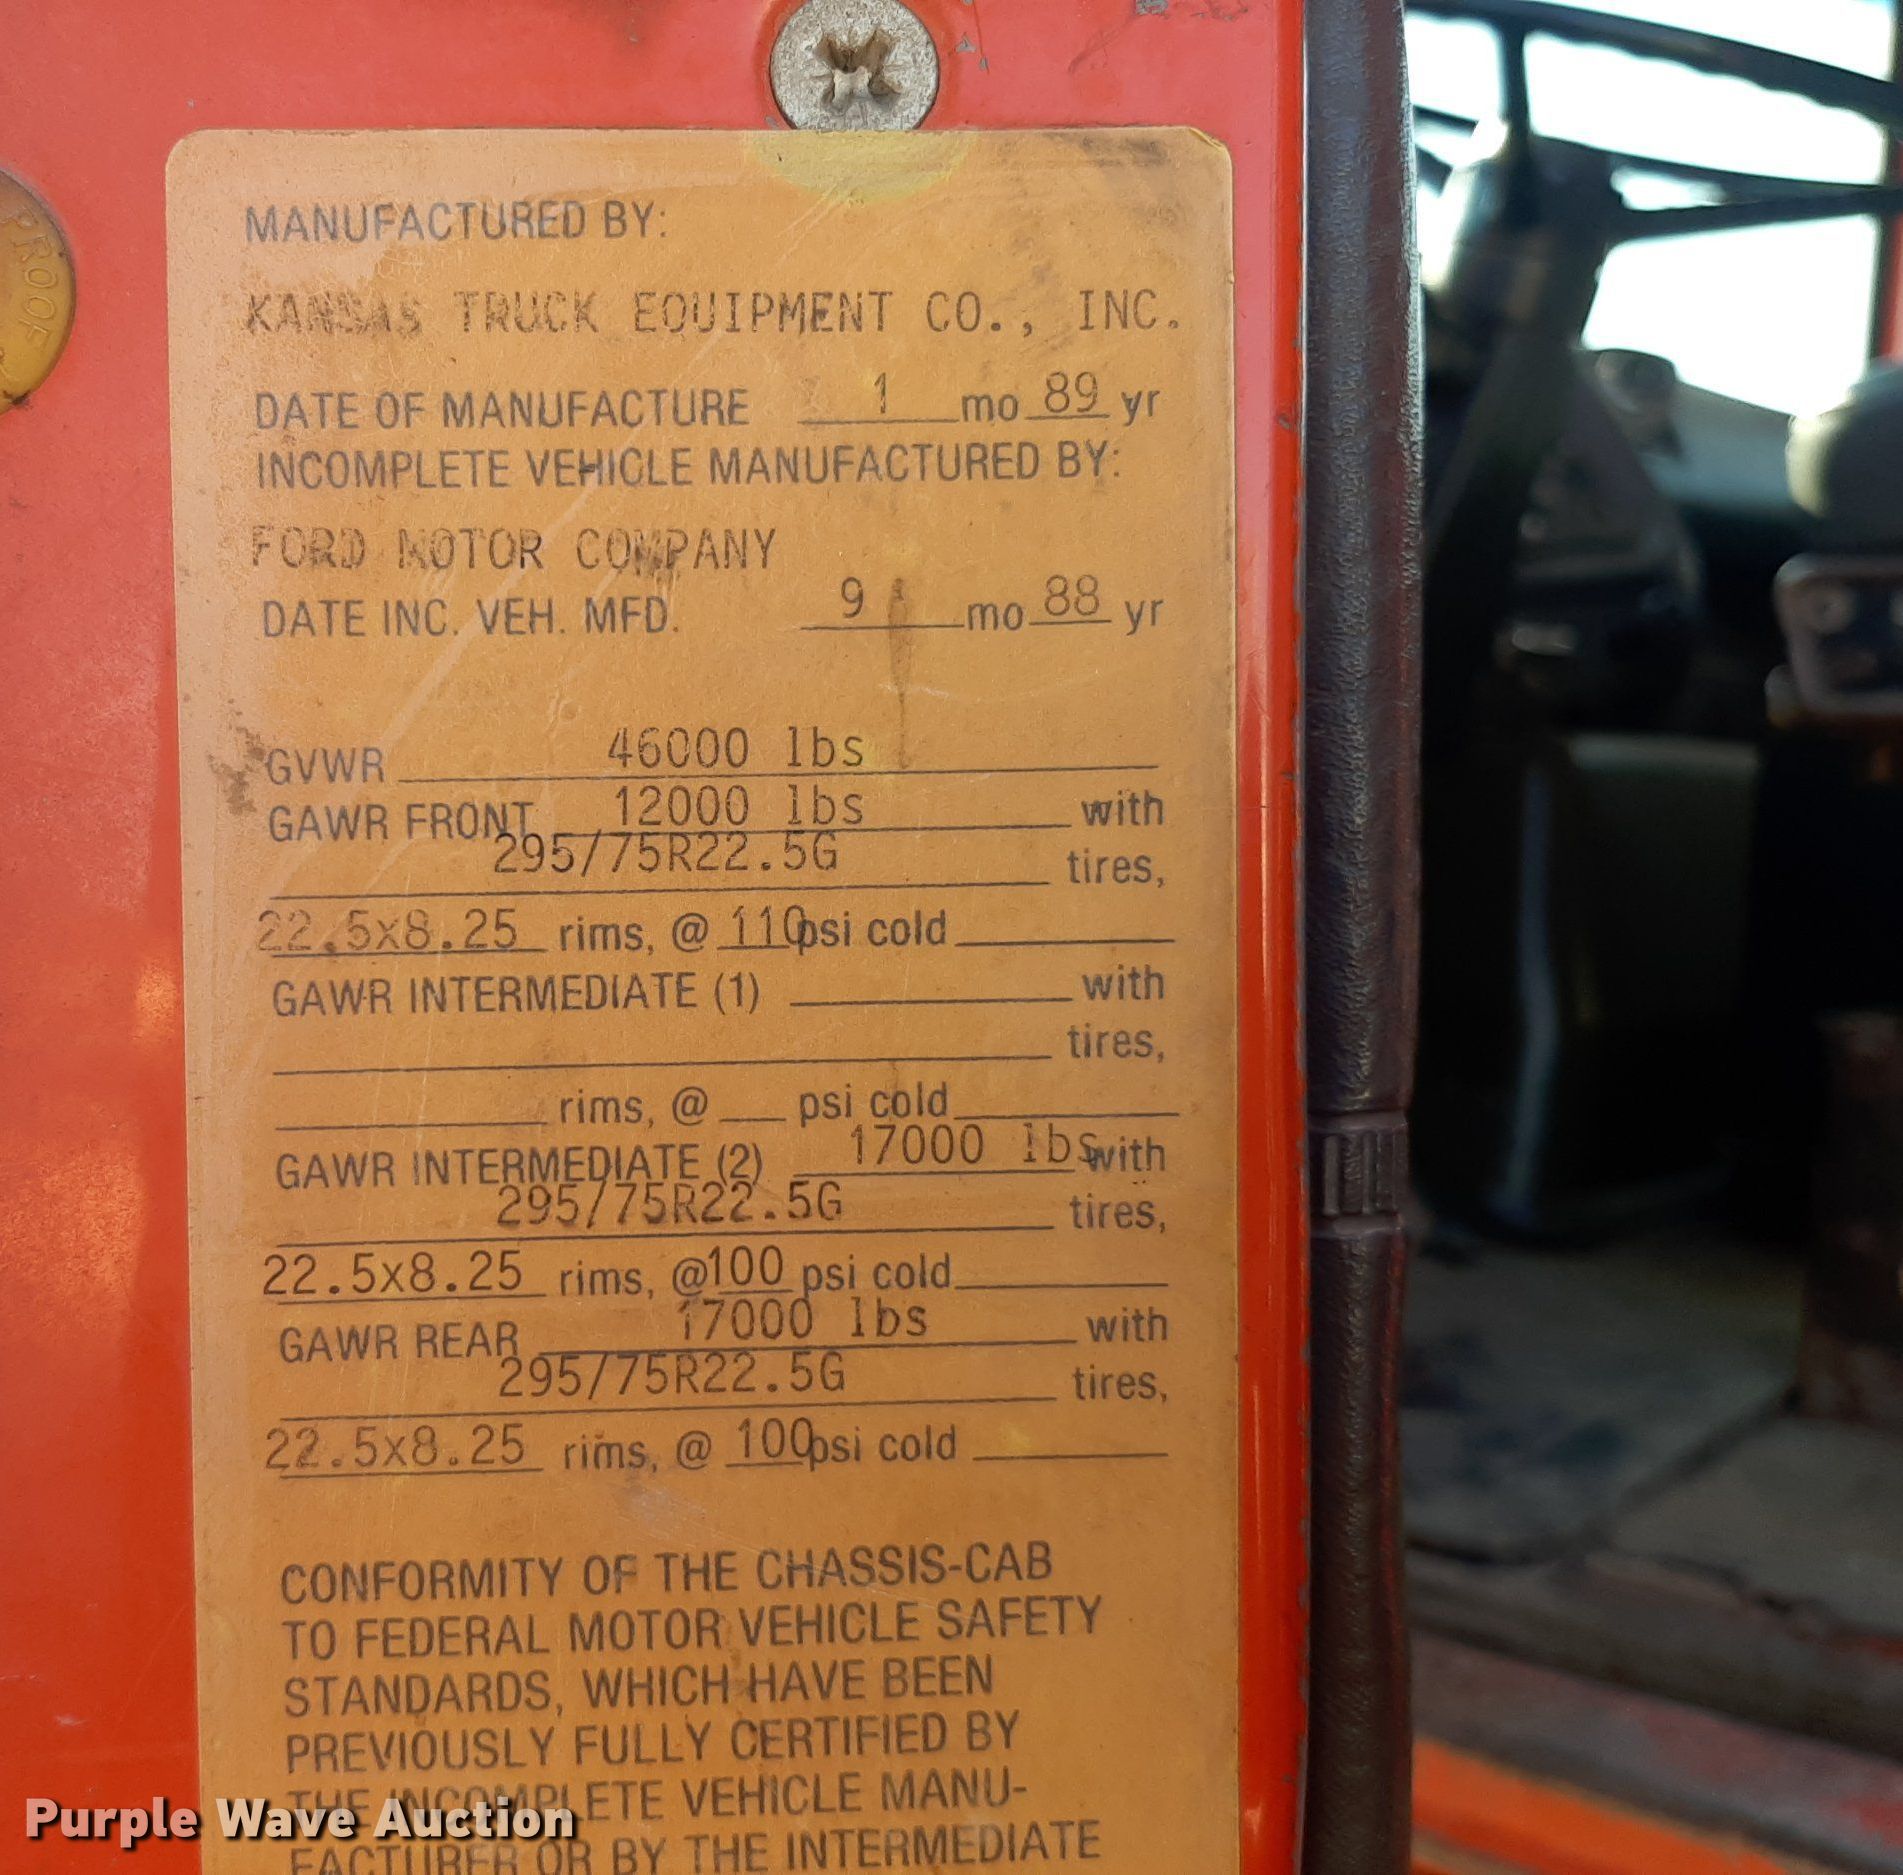 PROOF
MANUFACTURED BY:
KANSAS TRUCK EQUIPMENT CO., INC.
DATE OF MANUFACTURE 1 mo 89 yr
INCOMPLETE VEHICLE MANUFACTURED BY:
FORD MOTOR COMPANY
DATE INC. VEH. MFD. 9 mo 88 yr
GVWR 46000 lbs
GAWR FRONT 12000 lbs with
295/75R22.5G tires,
22.5x8.25 rims, @ 110 psi cold
GAWR INTERMEDIATE (1) with
tires,
rims, @ psi cold
GAWR INTERMEDIATE (2) 17000 lbs with
295/75R22.5G tires,
22.5x8.25 rims, @ 100 psi cold
GAWR REAR 17000 lbs with
295/75R22.5G tires,
22.5x8.25 rims, @ 100 psi cold
CONFORMITY OF THE CHASSIS-CAB
TO FEDERAL MOTOR VEHICLE SAFETY
STANDARDS, WHICH HAVE BEEN
PREVIOUSLY FULLY CERTIFIED BY
THE INCOMPLETE VEHICLE MANU-
FACTURER OR BY THE INTERMEDIATE
Purple Wave Auction